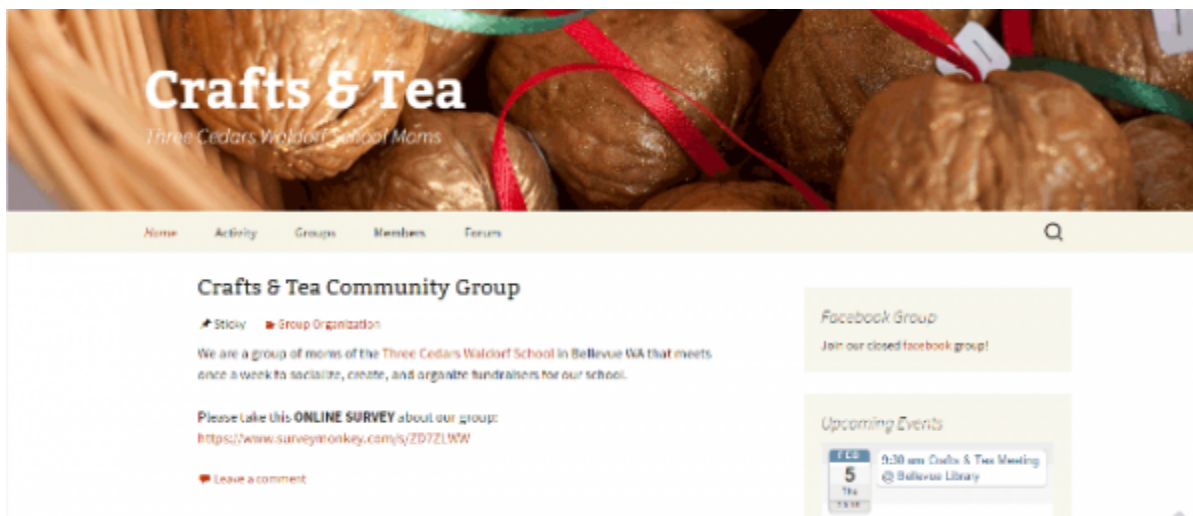 Crafts & Tea
Three Cedars Waldorf School Moms
Home Activity Groups Members Forum
Crafts & Tea Community Group
Sticky Group Organization
We are a group of moms of the Three Cedars Waldorf School in Bellevue WA that meets
once a week to socialize, create, and organize fundraisers for our school.
Please take this ONLINE SURVEY about our group:
https://www.surveymonkey.com/s/ZD7ZLWW
Leave a comment
Facebook Group
Join our closed facebook group!
Upcoming Events
FEB
5
Thu
9:30 am Crafts & Tea Meeting
@ Bellevue Library